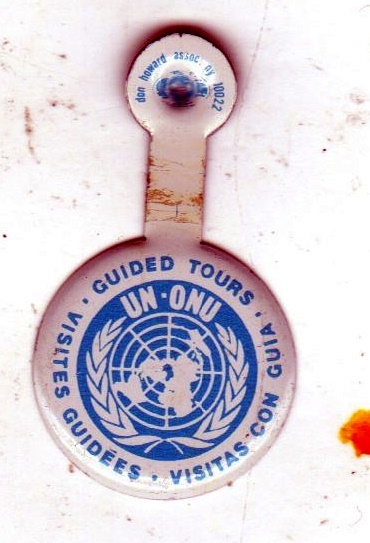 don howard assoc. ny 10022
GUIDED TOURS · VISITAS CON GUIA · VISITES GUIDÉES ·
UN-ONU